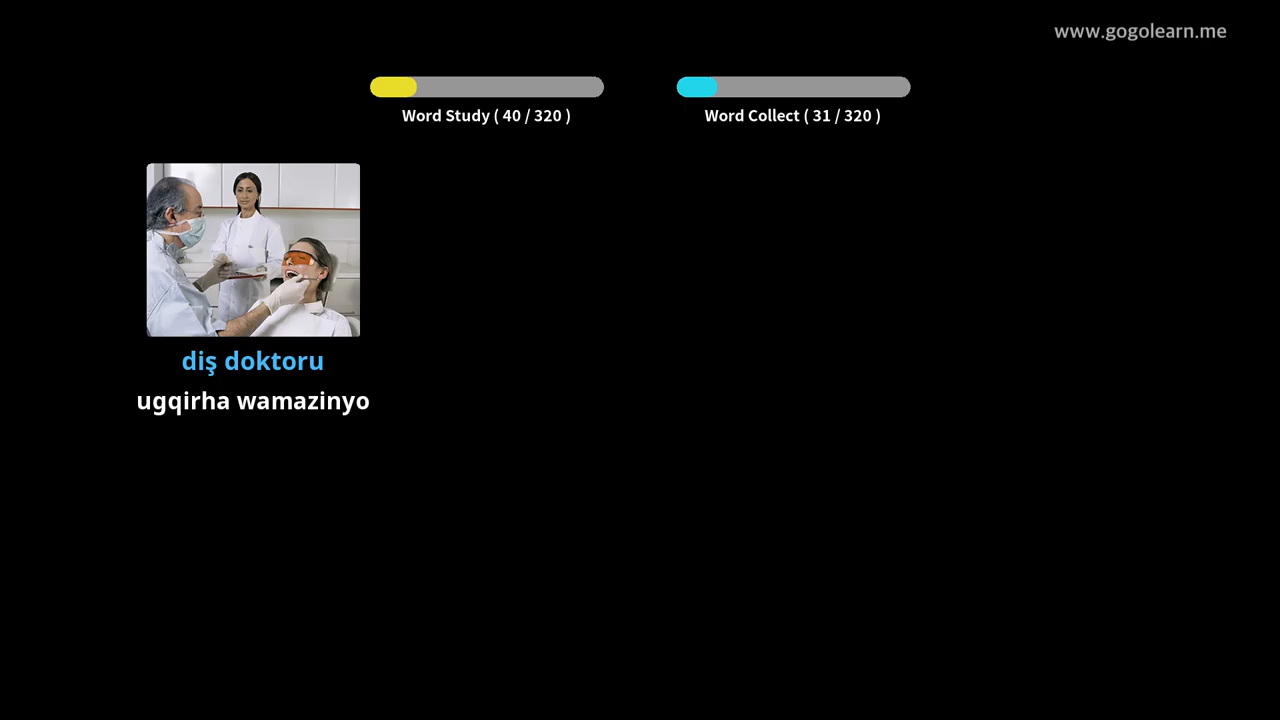 www.gogolearn.me
Word Study ( 40 / 320 )
Word Collect ( 31 / 320 )
diş doktoru
ugqirha wamazinyo